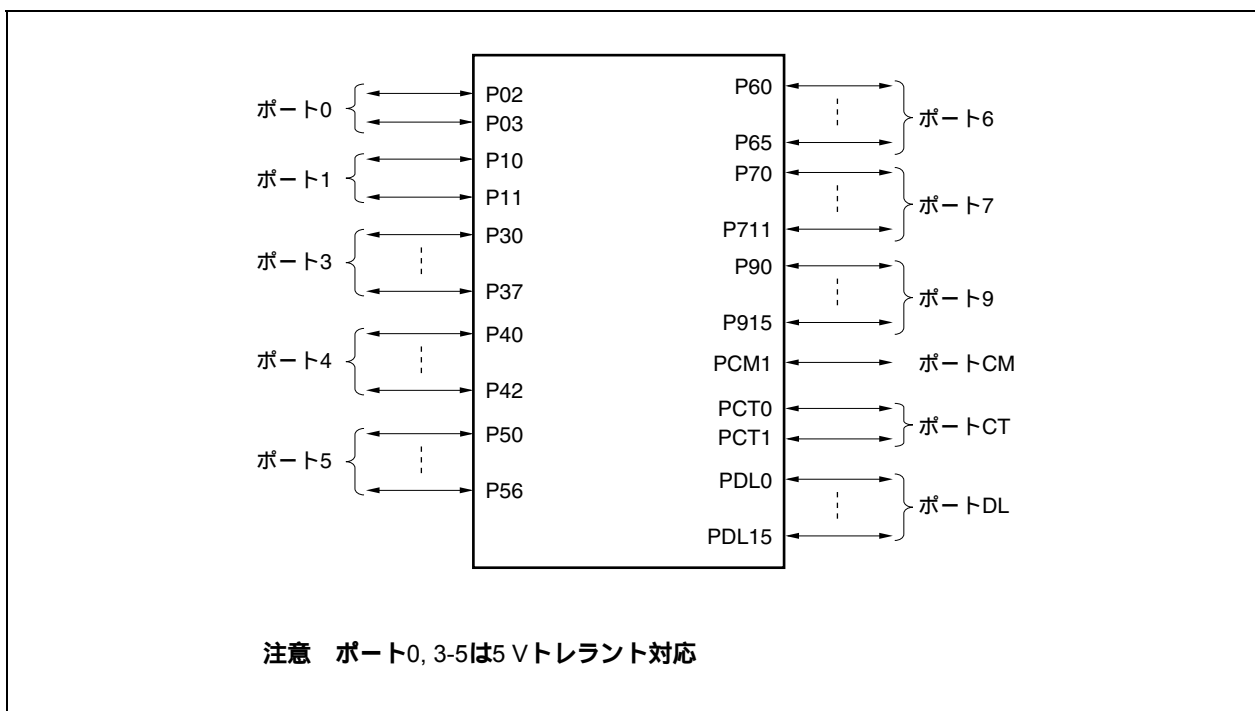 ポート0
P02
P03
ポート1
P10
P11
ポート3
P30
P37
ポート4
P40
P42
ポート5
P50
P56
P60
P65
ポート6
P70
P711
ポート7
P90
P915
ポート9
PCM1
ポートCM
PCT0
PCT1
ポートCT
PDL0
PDL15
ポートDL
注意　ポート0, 3-5は5 Vトレラント対応